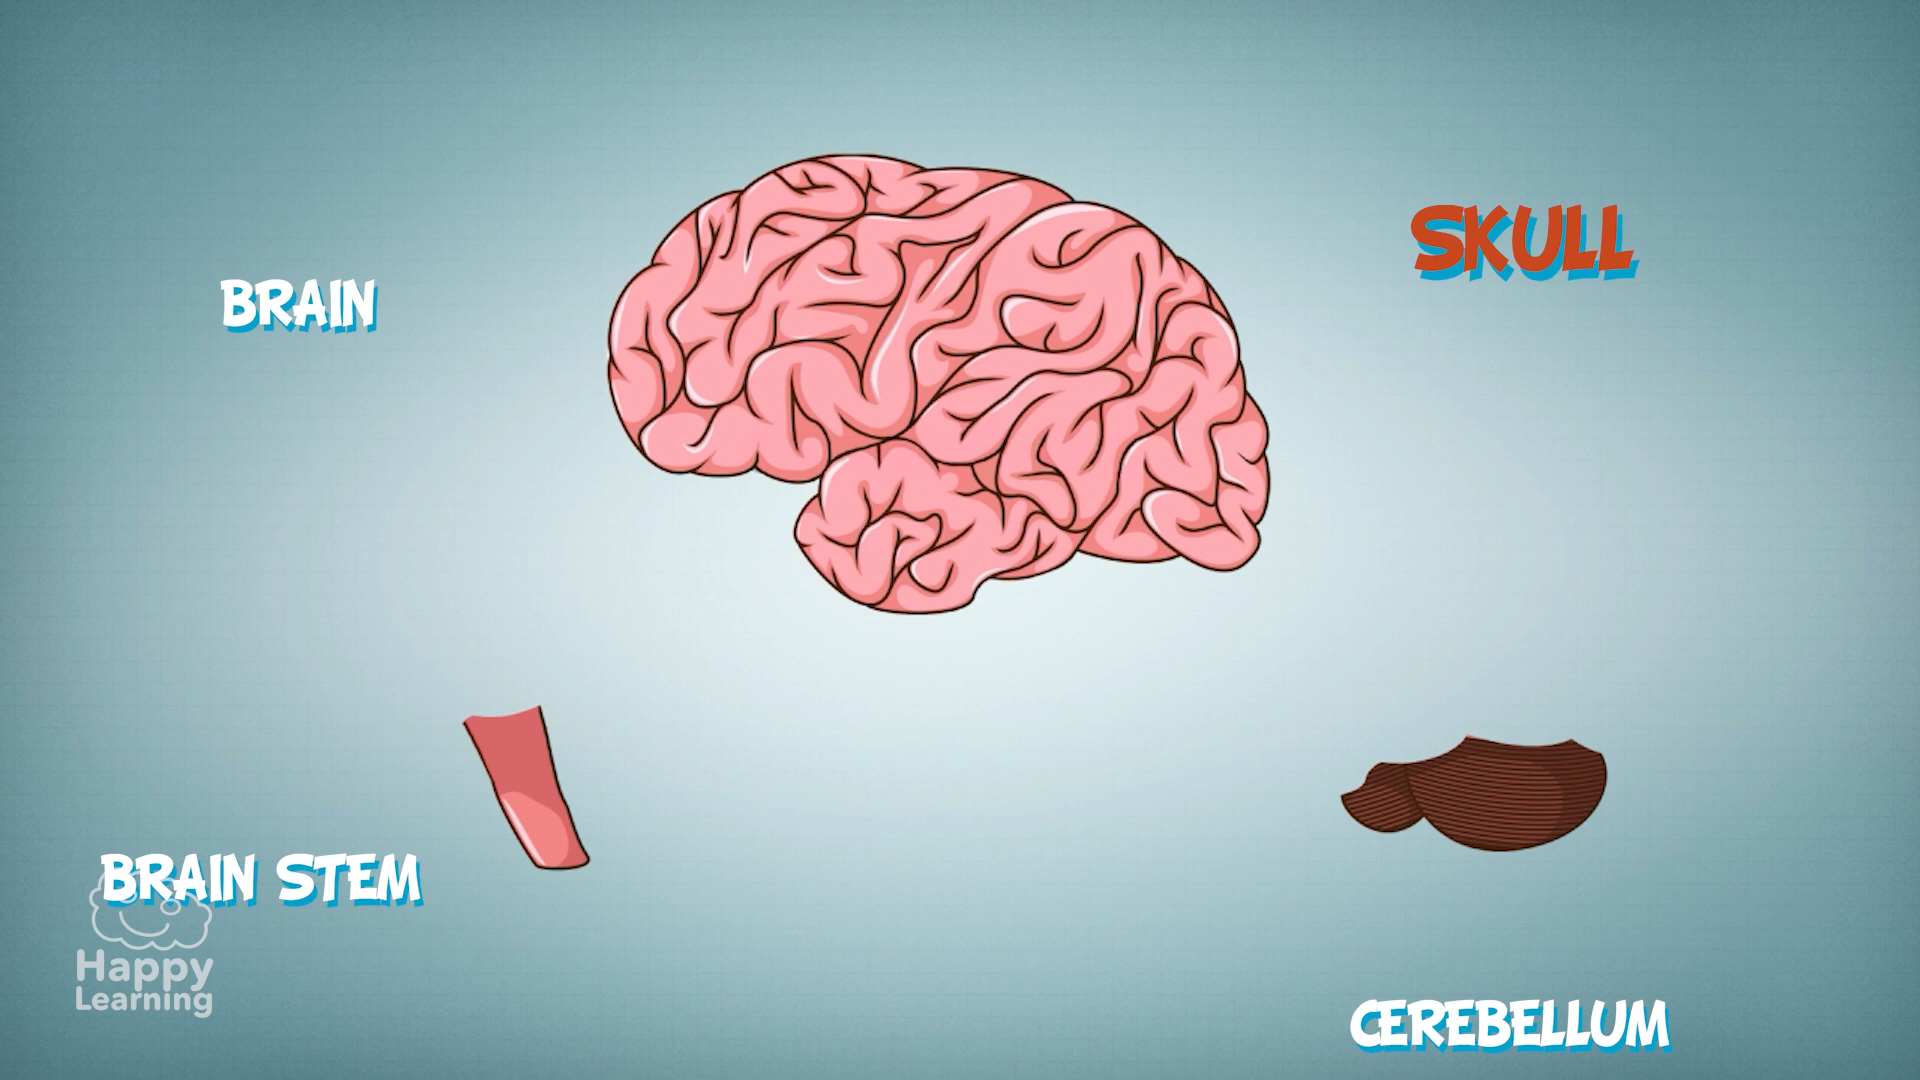 SKULL
BRAIN
BRAIN STEM
Happy
Learning
CEREBELLUM